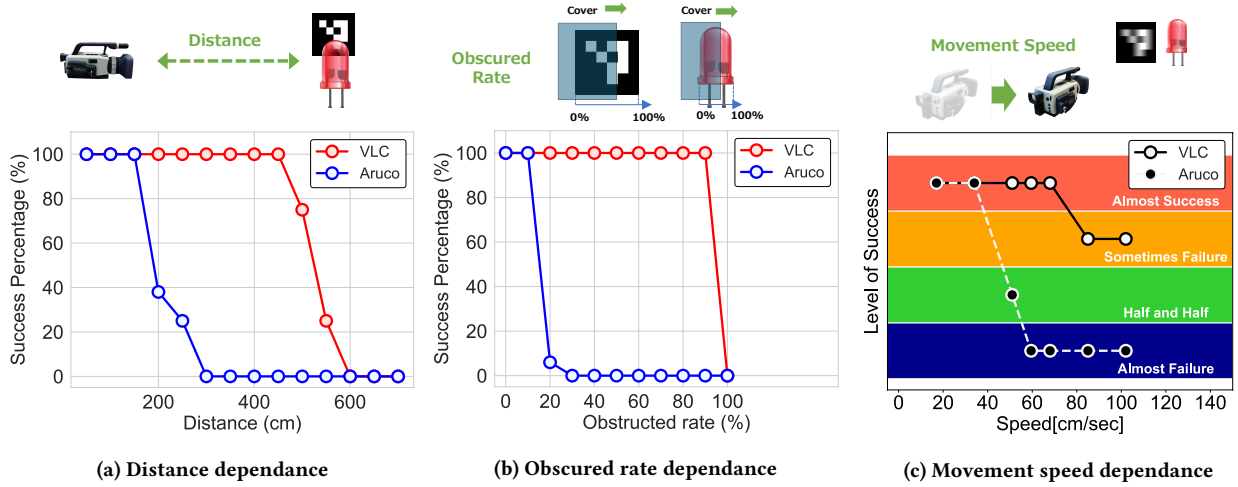 Distance
Cover
Cover
Obscured
Rate
0%
100%
0%
100%
Movement Speed
Success Percentage (%)
100
80
60
40
20
0
VLC
Aruco
200
400
600
Distance (cm)
(a) Distance dependance
Success Percentage (%)
100
80
60
40
20
0
VLC
Aruco
0
20
40
60
80
100
Obstructed rate (%)
(b) Obscured rate dependance
Level of Success
VLC
Aruco
Almost Success
Sometimes Failure
Half and Half
Almost Failure
0
20
40
60
80
100
120
140
Speed[cm/sec]
(c) Movement speed dependance